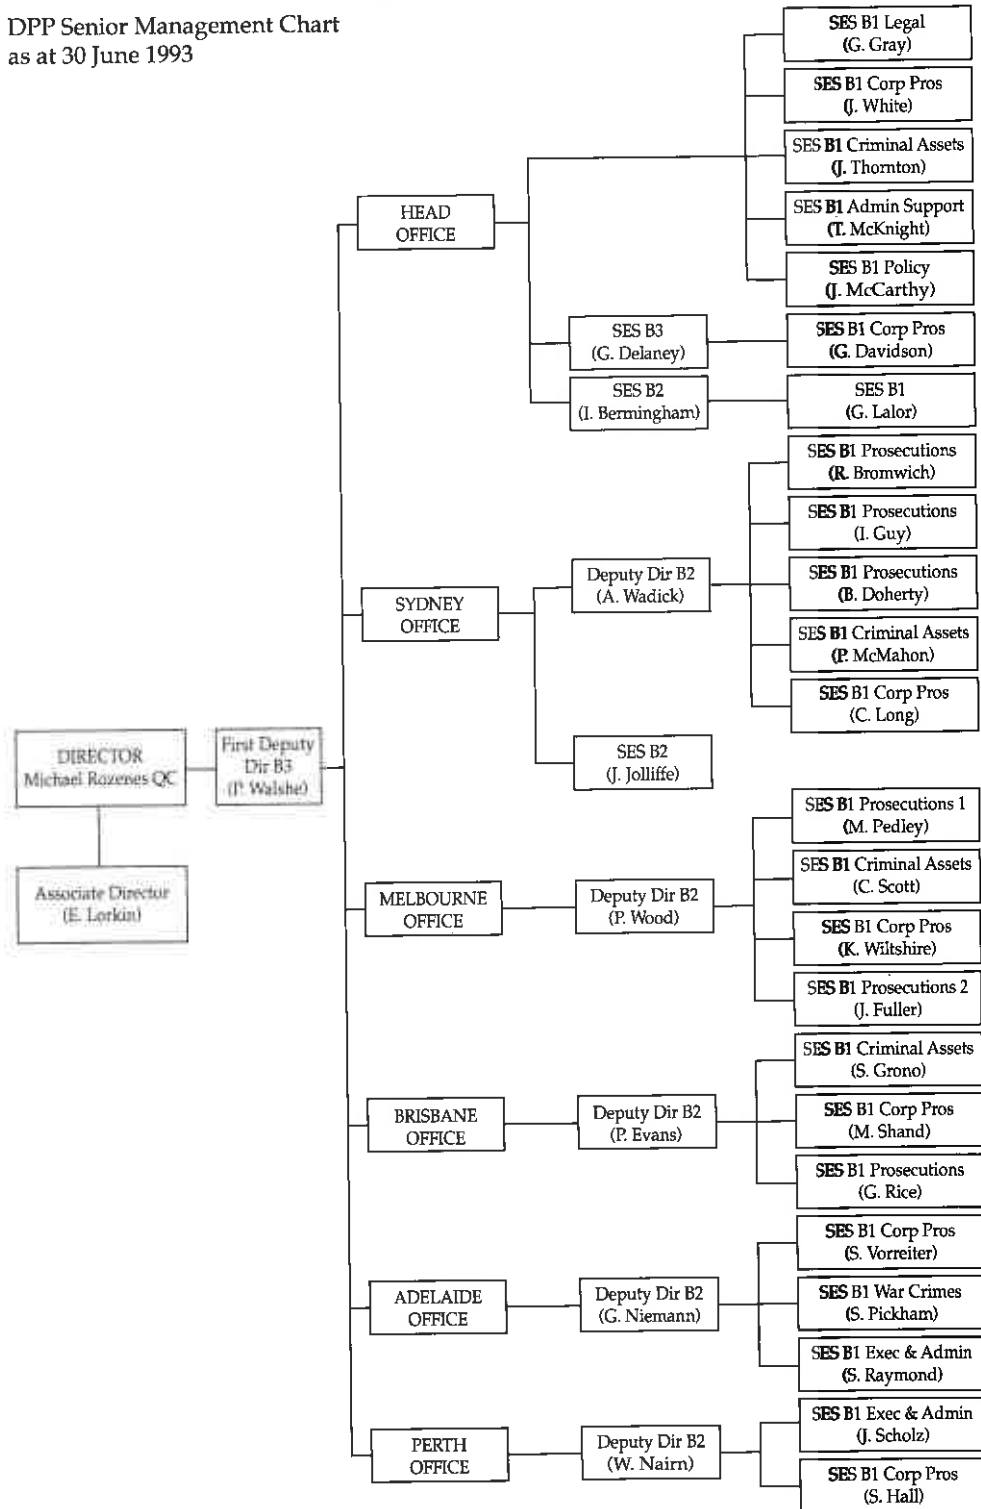 DPP Senior Management Chart
as at 30 June 1993
DIRECTOR
Michael Rozenes QC
Associate Director
(E. Lorkin)
First Deputy
Dir B3
(P. Walshe)
HEAD
OFFICE
SES B1 Legal
(G. Gray)
SES B1 Corp Pros
(J. White)
SES B1 Criminal Assets
(J. Thornton)
SES B1 Admin Support
(T. McKnight)
SES B1 Policy
(J. McCarthy)
SES B3
(G. Delaney)
SES B1 Corp Pros
(G. Davidson)
SES B2
(I. Bermingham)
SES B1
(G. Lalor)
SYDNEY
OFFICE
Deputy Dir B2
(A. Wadick)
SES B1 Prosecutions
(R. Bromwich)
SES B1 Prosecutions
(I. Guy)
SES B1 Prosecutions
(B. Doherty)
SES B1 Criminal Assets
(P. McMahon)
SES B1 Corp Pros
(C. Long)
SES B2
(J. Jolliffe)
MELBOURNE
OFFICE
Deputy Dir B2
(P. Wood)
SES B1 Prosecutions 1
(M. Pedley)
SES B1 Criminal Assets
(C. Scott)
SES B1 Corp Pros
(K. Wiltshire)
SES B1 Prosecutions 2
(J. Fuller)
BRISBANE
OFFICE
Deputy Dir B2
(P. Evans)
SES B1 Criminal Assets
(S. Grono)
SES B1 Corp Pros
(M. Shand)
SES B1 Prosecutions
(G. Rice)
ADELAIDE
OFFICE
Deputy Dir B2
(G. Niemann)
SES B1 Corp Pros
(S. Vorreiter)
SES B1 War Crimes
(S. Pickham)
SES B1 Exec & Admin
(S. Raymond)
PERTH
OFFICE
Deputy Dir B2
(W. Nairn)
SES B1 Exec & Admin
(J. Scholz)
SES B1 Corp Pros
(S. Hall)